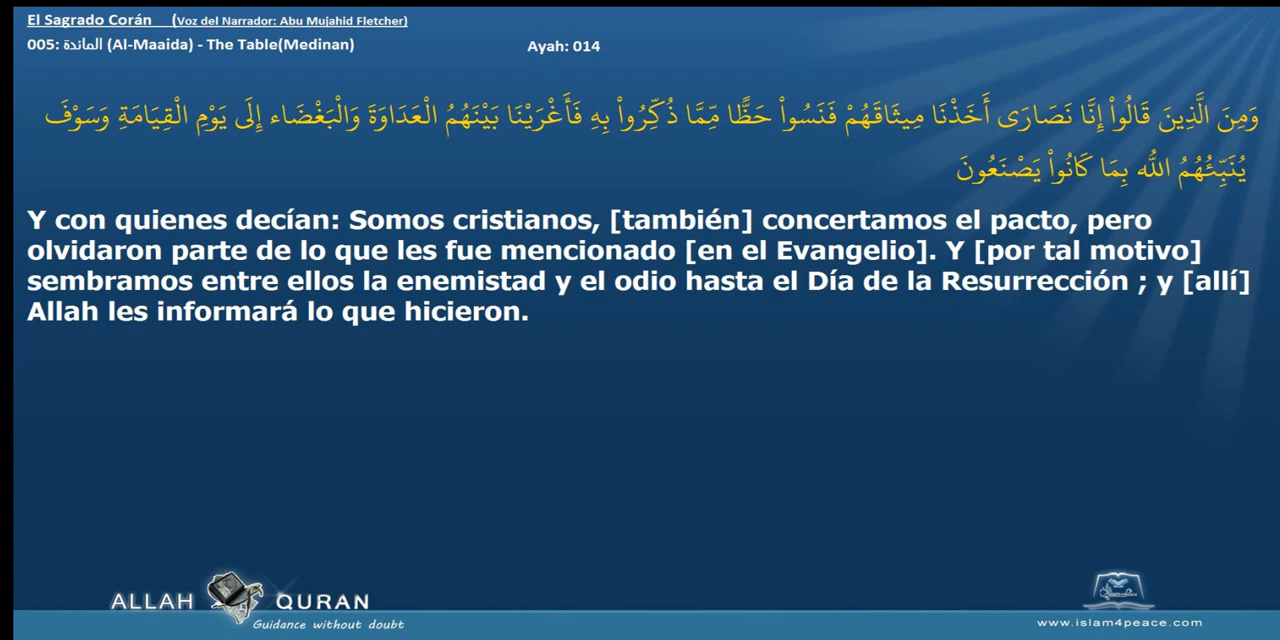 El Sagrado Corán (Voz del Narrador: Abu Mujahid Fletcher)
005: المائدة (Al-Maaida) - The Table(Medinan) Ayah: 014
وَمِنَ الَّذِينَ قَالُواْ إِنَّا نَصَارَى أَخَذْنَا مِيثَاقَهُمْ فَنَسُواْ حَظًّا مِّمَّا ذُكِّرُواْ بِهِ فَأَغْرَيْنَا بَيْنَهُمُ الْعَدَاوَةَ وَالْبَغْضَاء إِلَى يَوْمِ الْقِيَامَةِ وَسَوْفَ
يُنَبِّئُهُمُ اللّه بِمَا كَانُواْ يَصْنَعُونَ
Y con quienes decían: Somos cristianos, [también] concertamos el pacto, pero
olvidaron parte de lo que les fue mencionado [en el Evangelio]. Y [por tal motivo]
sembramos entre ellos la enemistad y el odio hasta el Día de la Resurrección ; y [allí]
Allah les informará lo que hicieron.
ALLAH QURAN
Guidance without doubt
www.islam4peace.com